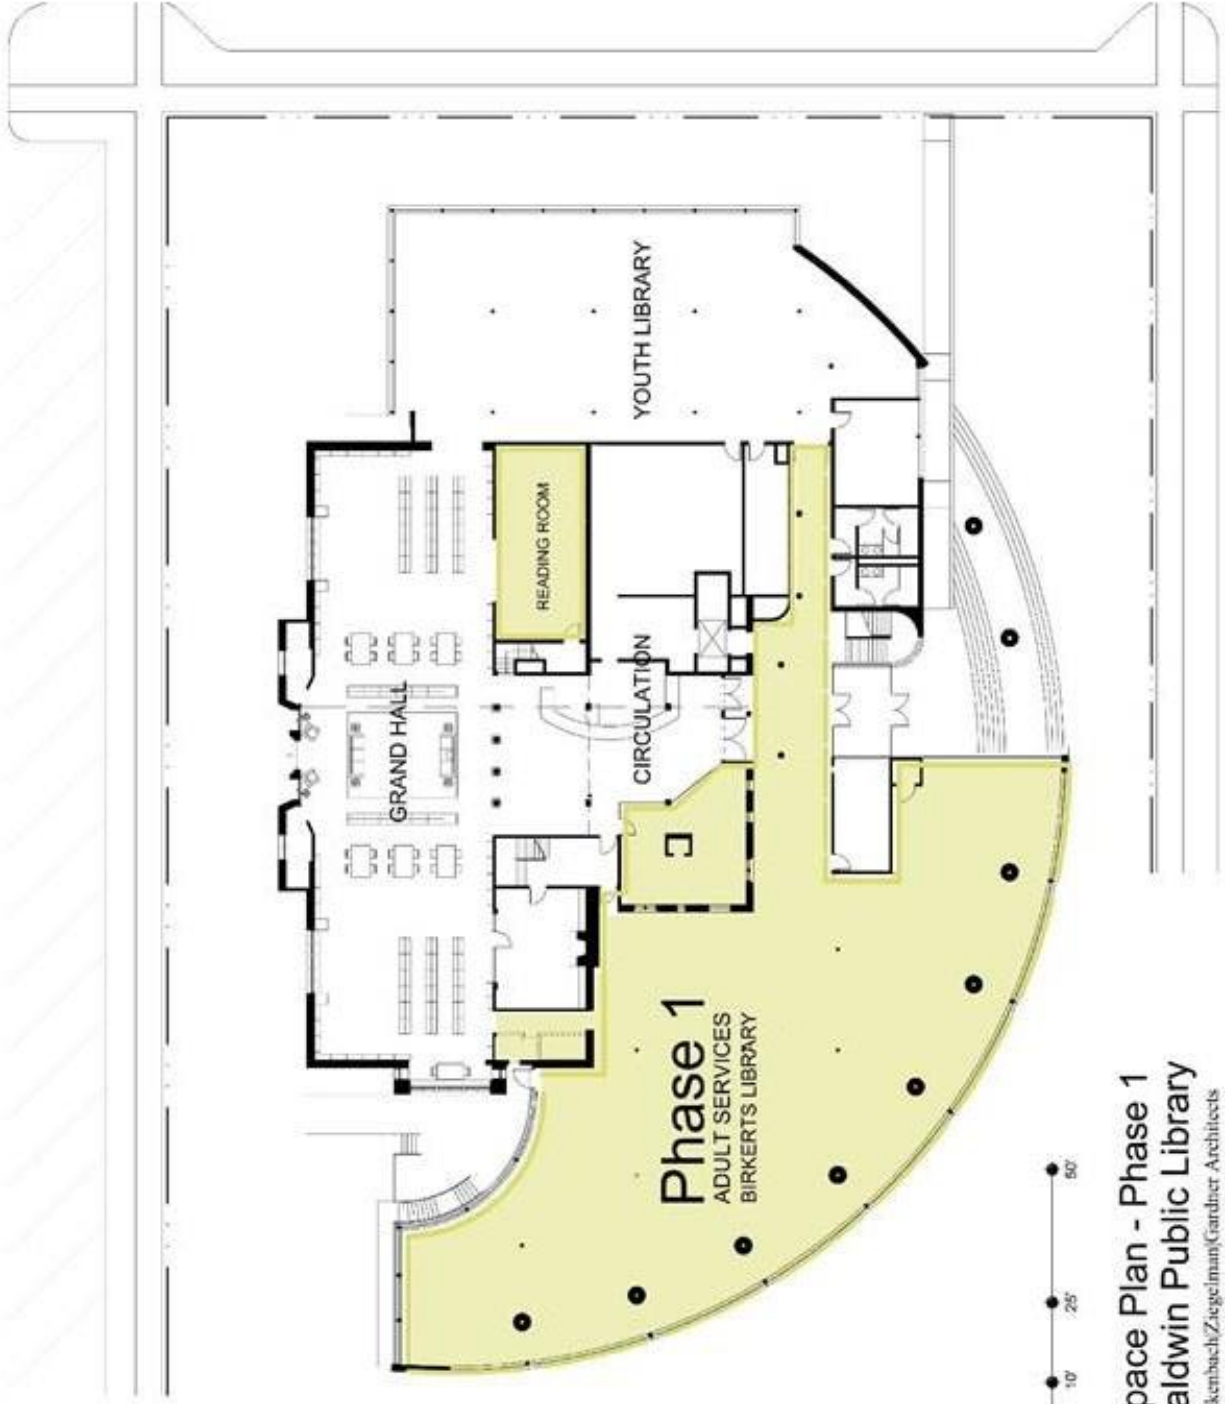 YOUTH LIBRARY
READING ROOM
GRAND HALL
CIRCULATION
Phase 1
ADULT SERVICES
BIRKERTS LIBRARY
10'
25'
50'
pace Plan - Phase 1
aldwin Public Library
kenbach|Ziegelman|Gardner Architects